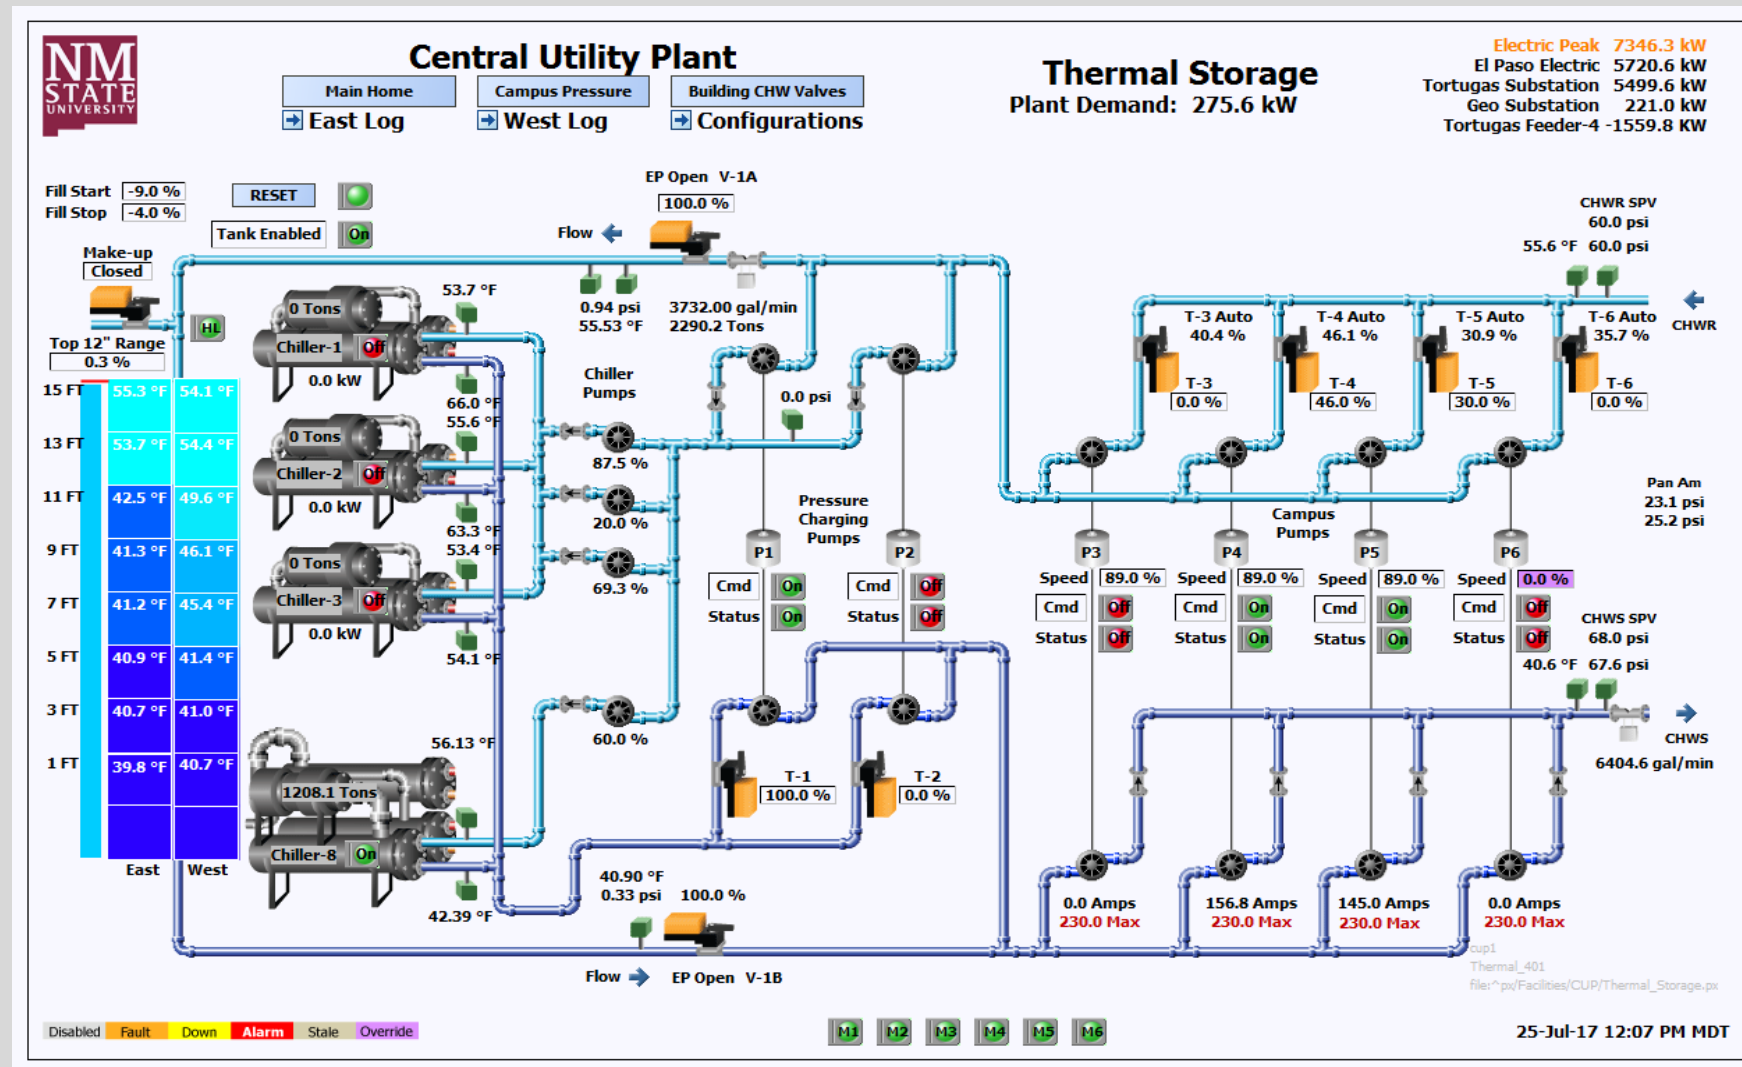 NM
STATE
UNIVERSITY
Central Utility Plant
Main Home
Campus Pressure
Building CHW Valves
East Log
West Log
Configurations
Thermal Storage
Plant Demand: 275.6 kW
Electric Peak 7346.3 kW
El Paso Electric 5720.6 kW
Tortugas Substation 5499.6 kW
Geo Substation 221.0 kW
Tortugas Feeder-4 -1559.8 KW
Fill Start -9.0 %
Fill Stop -4.0 %
RESET
Tank Enabled On
Make-up
Closed
HL
Top 12" Range
0.3 %
EP Open V-1A
100.0 %
Flow
0.94 psi
55.53 °F
3732.00 gal/min
2290.2 Tons
CHWR SPV
60.0 psi
55.6 °F 60.0 psi
CHWR
15 FT 55.3 °F 54.1 °F
13 FT 53.7 °F 54.4 °F
11 FT 42.5 °F 49.6 °F
9 FT 41.3 °F 46.1 °F
7 FT 41.2 °F 45.4 °F
5 FT 40.9 °F 41.4 °F
3 FT 40.7 °F 41.0 °F
1 FT 39.8 °F 40.7 °F
East West
53.7 °F
0 Tons
Chiller-1 Off
0.0 kW
66.0 °F
55.6 °F
0 Tons
Chiller-2 Off
0.0 kW
63.3 °F
53.4 °F
0 Tons
Chiller-3 Off
0.0 kW
54.1 °F
56.13 °F
1208.1 Tons
Chiller-8 On
42.39 °F
Chiller
Pumps
87.5 %
20.0 %
69.3 %
60.0 %
0.0 psi
Pressure
Charging
Pumps
P1
Cmd On
Status On
P2
Cmd Off
Status Off
T-1
100.0 %
T-2
0.0 %
40.90 °F
0.33 psi 100.0 %
Flow EP Open V-1B
T-3 Auto
40.4 %
T-3
0.0 %
T-4 Auto
46.1 %
T-4
46.0 %
T-5 Auto
30.9 %
T-5
30.0 %
T-6 Auto
35.7 %
T-6
0.0 %
Pan Am
23.1 psi
25.2 psi
Campus
Pumps
P3
Speed 89.0 %
Cmd Off
Status Off
P4
Speed 89.0 %
Cmd On
Status On
P5
Speed 89.0 %
Cmd On
Status On
P6
Speed 0.0 %
Cmd Off
Status Off
CHWS SPV
68.0 psi
40.6 °F 67.6 psi
CHWS
6404.6 gal/min
0.0 Amps
230.0 Max
156.8 Amps
230.0 Max
145.0 Amps
230.0 Max
0.0 Amps
230.0 Max
cup1
Thermal_401
file:^px/Facilities/CUP/Thermal_Storage.px
Disabled Fault Down Alarm Stale Override
M1 M2 M3 M4 M5 M6
25-Jul-17 12:07 PM MDT